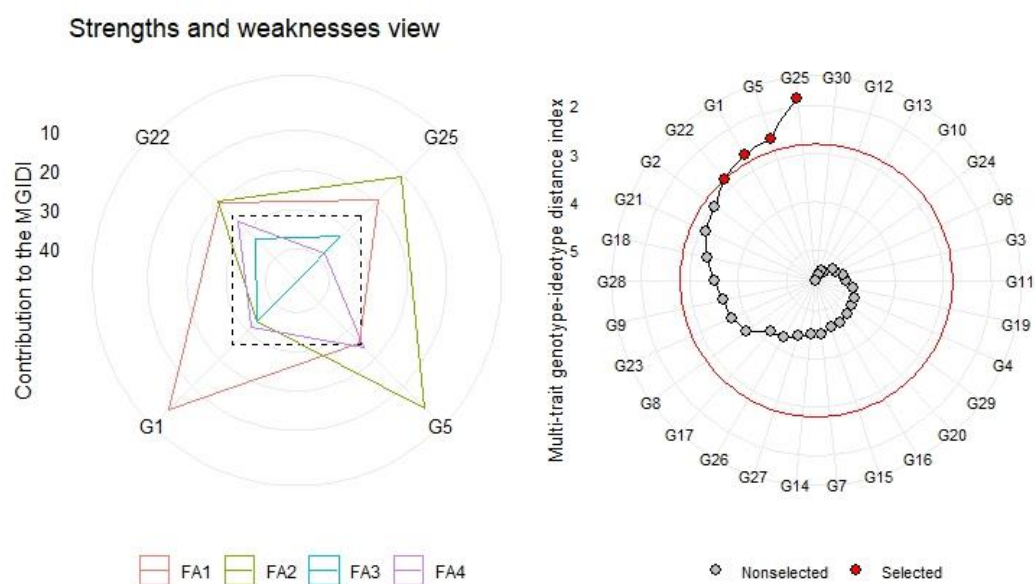 Strengths and weaknesses view
Contribution to the MGIDI
10
20
30
40
G22
G25
G1
G5
FA1
FA2
FA3
FA4
Multi-trait genotype-ideotype distance index
2
3
4
5
G25
G30
G12
G13
G10
G24
G6
G3
G11
G19
G4
G29
G20
G16
G15
G7
G14
G27
G26
G17
G8
G23
G9
G28
G18
G21
G2
G22
G1
G5
Nonselected
Selected